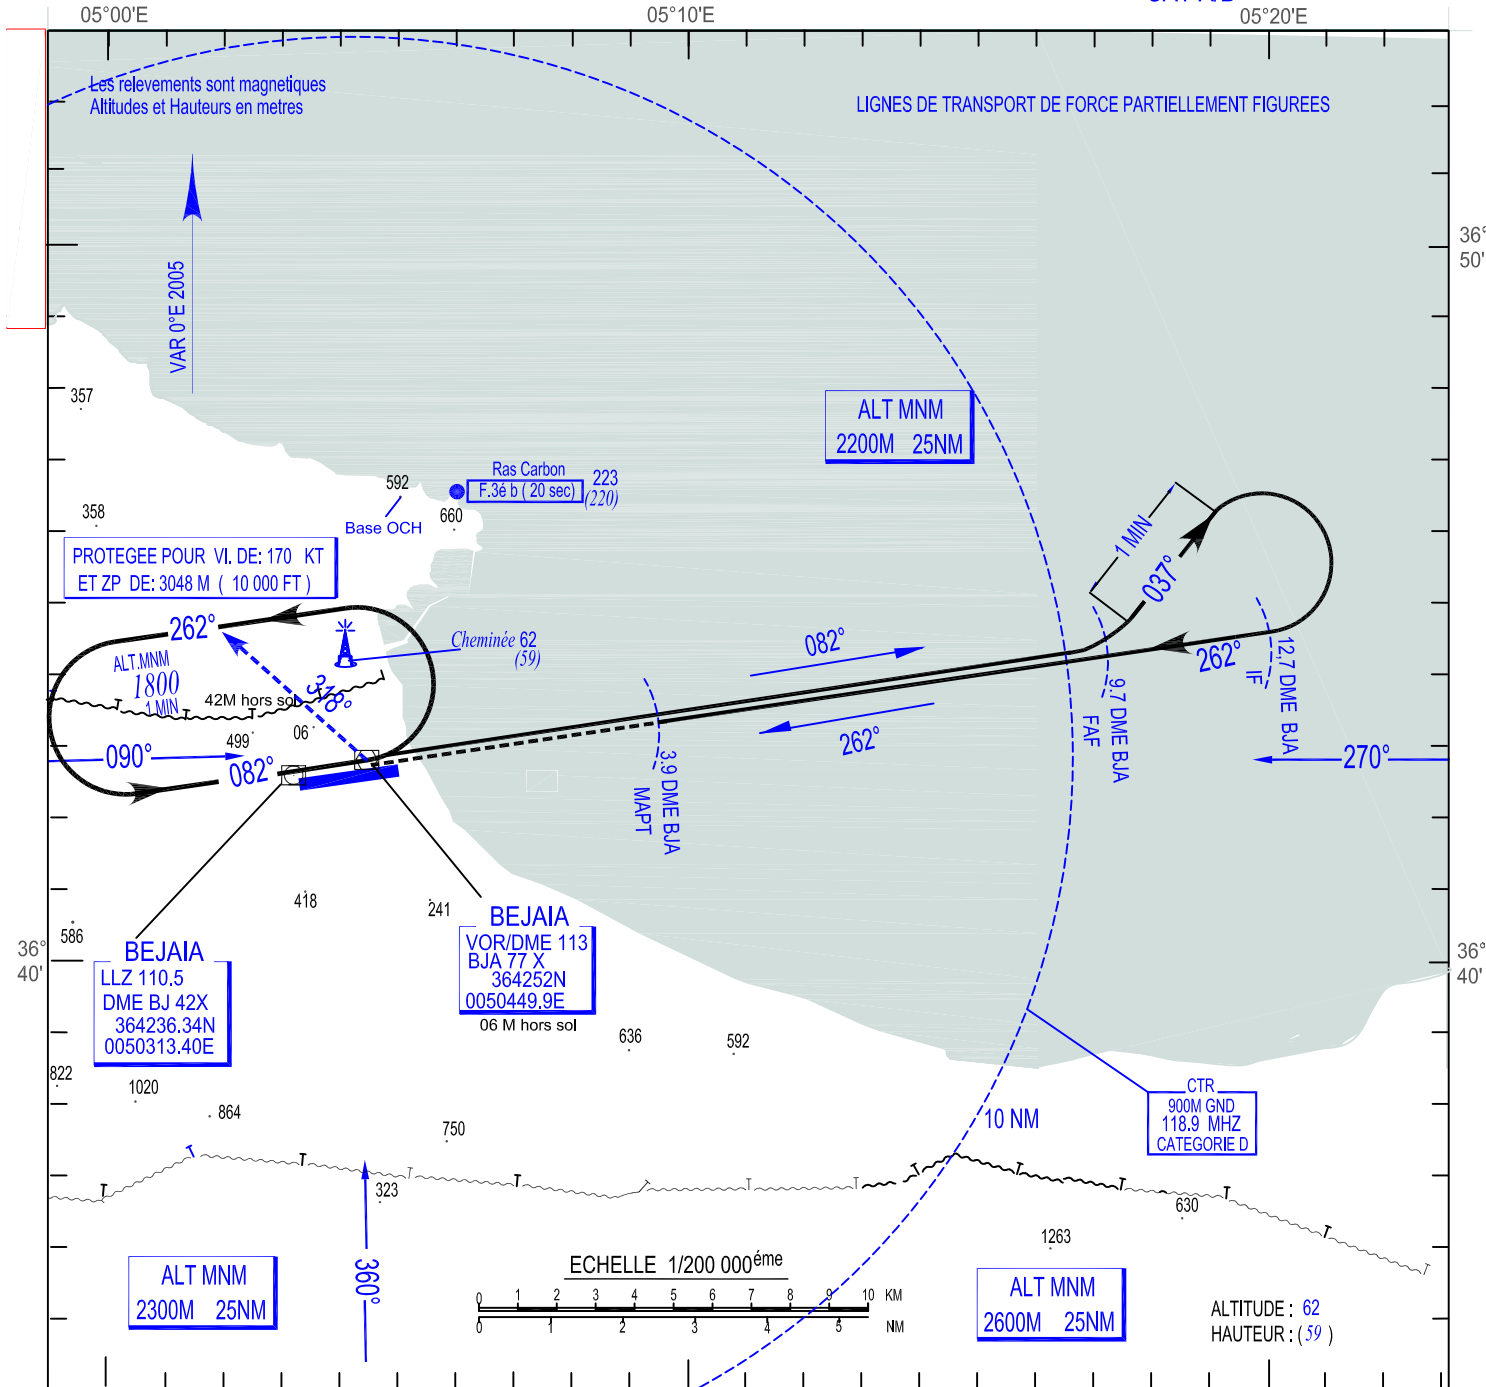 05°00'E
05°10'E
05°20'E
Les relevements sont magnetiques
Altitudes et Hauteurs en metres
LIGNES DE TRANSPORT DE FORCE PARTIELLEMENT FIGUREES
VAR 0°E 2005
36°
50'
357
ALT MNM
2200M 25NM
592
Ras Carbon
F.3é b ( 20 sec)
223
(220)
358
Base OCH
660
1 MIN
037°
PROTEGEE POUR VI. DE: 170 KT
ET ZP DE: 3048 M ( 10 000 FT )
262°
Cheminée 62
(59)
082°
262°
12,7 DME BJA
IF
ALT.MNM
1800
1 MIN
42M hors sol
318°
499
06
9.7 DME BJA
FAF
262°
090°
082°
270°
3.9 DME BJA
MAPT
418
241
586
36°
40'
36°
40'
BEJAIA
VOR/DME 113
BJA 77 X
364252N
0050449.9E
06 M hors sol
BEJAIA
LLZ 110.5
DME BJ 42X
364236.34N
0050313.40E
636
592
822
1020
864
750
10 NM
CTR
900M GND
118.9 MHZ
CATEGORIE D
323
630
1263
360°
ALT MNM
2300M 25NM
ECHELLE 1/200 000éme
0 1 2 3 4 5 6 7 8 9 10 KM
0 1 2 3 4 5 NM
ALT MNM
2600M 25NM
ALTITUDE : 62
HAUTEUR : (59 )